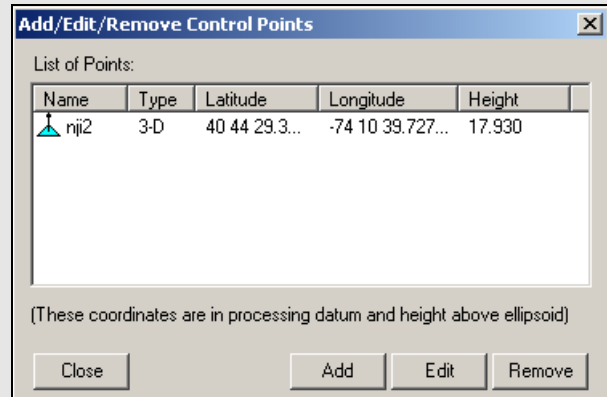 Add/Edit/Remove Control Points
List of Points:
Name Type Latitude Longitude Height
nji2 3-D 40 44 29.3... -74 10 39.727... 17.930
(These coordinates are in processing datum and height above ellipsoid)
Close Add Edit Remove